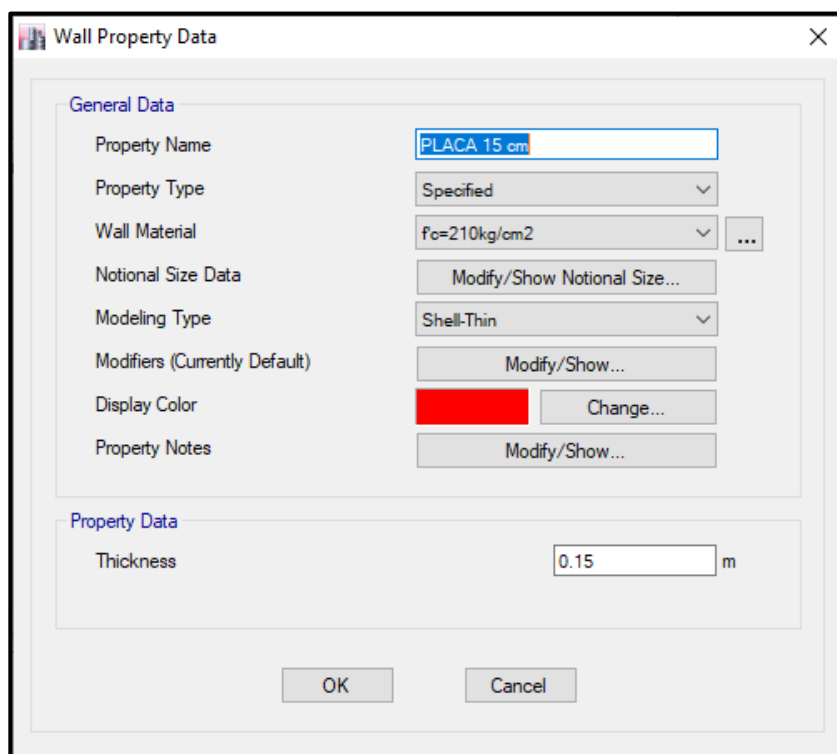 Wall Property Data
General Data
Property Name PLACA 15 cm
Property Type Specified
Wall Material f'c=210kg/cm2 ...
Notional Size Data Modify/Show Notional Size...
Modeling Type Shell-Thin
Modifiers (Currently Default) Modify/Show...
Display Color Change...
Property Notes Modify/Show...
Property Data
Thickness 0.15 m
OK Cancel